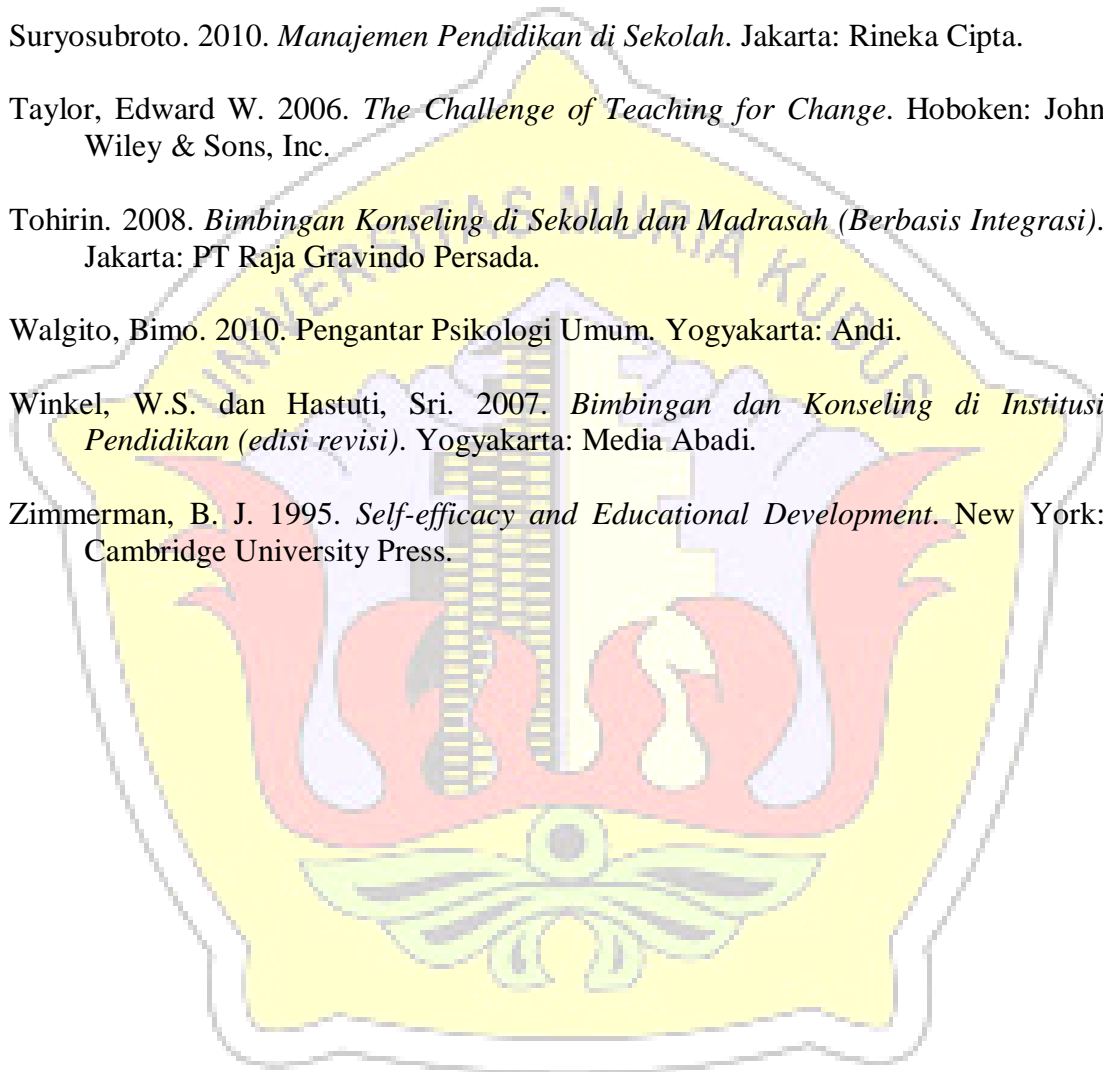 Suryosubroto. 2010. Manajemen Pendidikan di Sekolah. Jakarta: Rineka Cipta.
Taylor, Edward W. 2006. The Challenge of Teaching for Change. Hoboken: John
Wiley & Sons, Inc.
Tohirin. 2008. Bimbingan Konseling di Sekolah dan Madrasah (Berbasis Integrasi).
Jakarta: PT Raja Gravindo Persada.
Walgito, Bimo. 2010. Pengantar Psikologi Umum. Yogyakarta: Andi.
Winkel, W.S. dan Hastuti, Sri. 2007. Bimbingan dan Konseling di Institusi
Pendidikan (edisi revisi). Yogyakarta: Media Abadi.
Zimmerman, B. J. 1995. Self-efficacy and Educational Development. New York:
Cambridge University Press.
UNIVERSITAS MURIA KUDUS